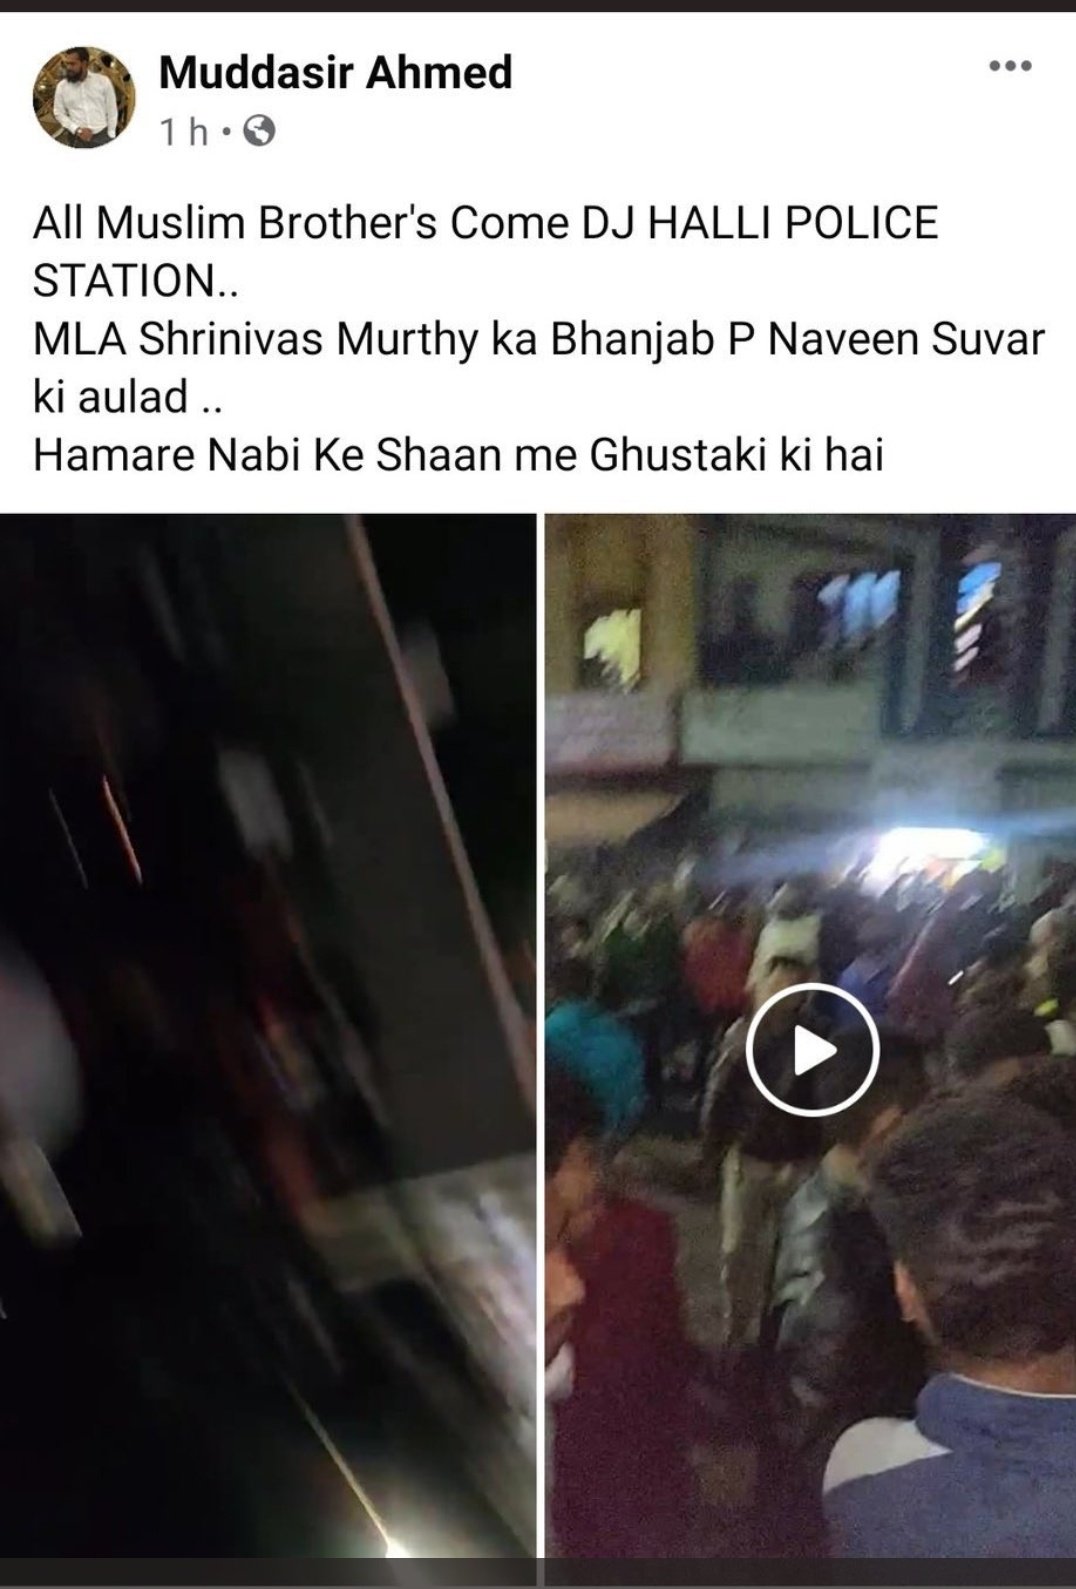 Muddasir Ahmed
1 h •
All Muslim Brother's Come DJ HALLI POLICE
STATION..
MLA Shrinivas Murthy ka Bhanjab P Naveen Suvar
ki aulad ..
Hamare Nabi Ke Shaan me Ghustaki ki hai